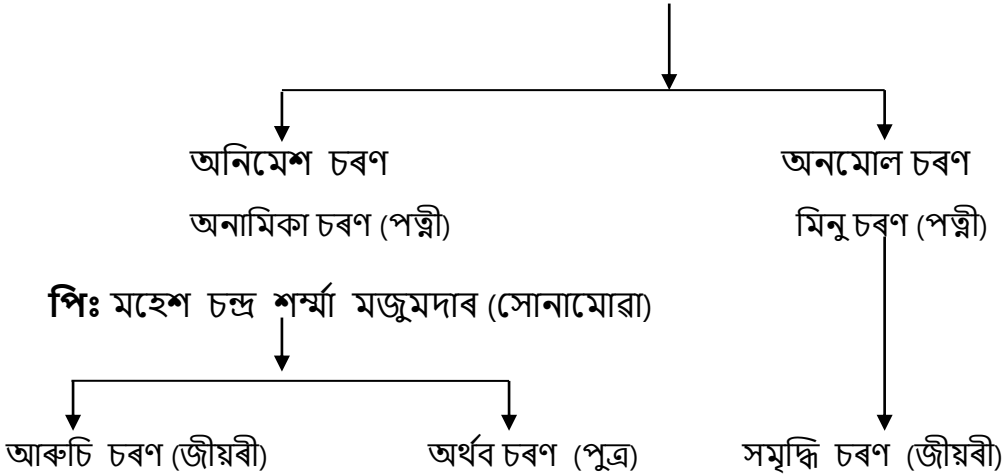 অনিমেশ চৰণ
অনমোল চৰণ
অনামিকা চৰণ (পত্নী)
মিনু চৰণ (পত্নী)
পিঃ মহেশ চন্দ্ৰ শৰ্ম্মা মজুমদাৰ (সোনামোৱা)
আৰুচি চৰণ (জীয়ৰী)
অৰ্থব চৰণ (পুত্ৰ)
সমৃদ্ধি চৰণ (জীয়ৰী)